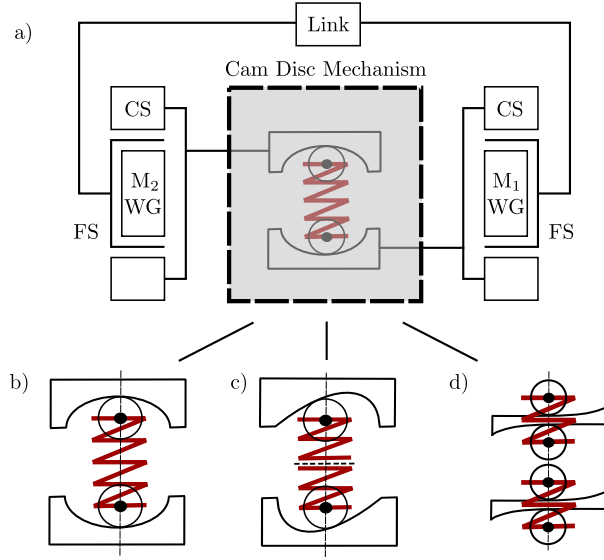 a)
Link
Cam Disc Mechanism
CS
CS
M₂
WG
M₁
WG
FS
FS
b)
c)
d)